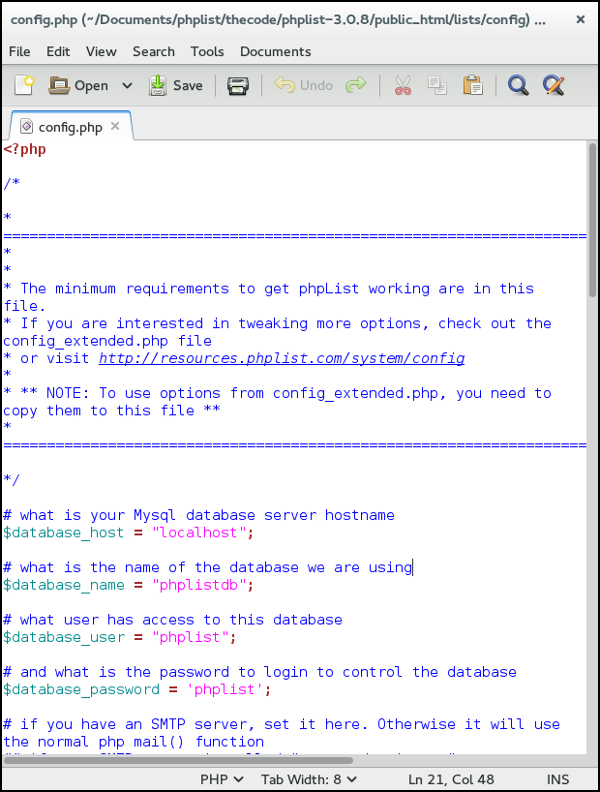 config.php (~/Documents/phplist/thecode/phplist-3.0.8/public_html/lists/config) ...
File Edit View Search Tools Documents
Open Save Undo
config.php
<?php
/*
*
===================================================================
*
*
* The minimum requirements to get phpList working are in this
file.
* If you are interested in tweaking more options, check out the
config_extended.php file
* or visit http://resources.phplist.com/system/config
*
* ** NOTE: To use options from config_extended.php, you need to
copy them to this file **
*
===================================================================
*/
# what is your Mysql database server hostname
$database_host = "localhost";
# what is the name of the database we are using
$database_name = "phplistdb";
# what user has access to this database
$database_user = "phplist";
# and what is the password to login to control the database
$database_password = 'phplist';
# if you have an SMTP server, set it here. Otherwise it will use
the normal php mail() function
PHP Tab Width: 8 Ln 21, Col 48 INS